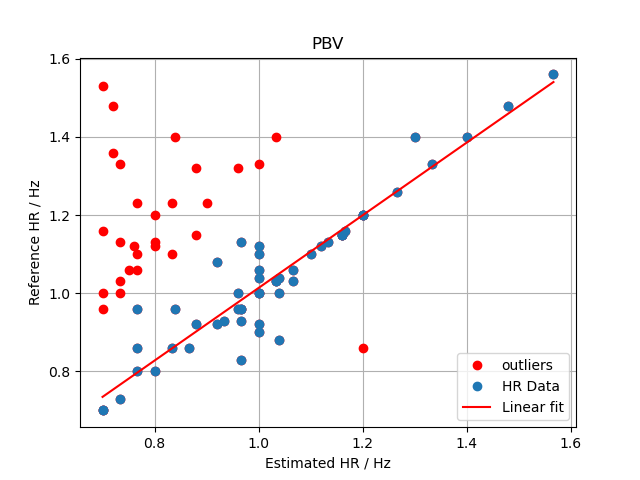 PBV
1.6
1.4
1.2
1.0
0.8
Reference HR / Hz
outliers
HR Data
Linear fit
0.8 1.0 1.2 1.4 1.6
Estimated HR / Hz